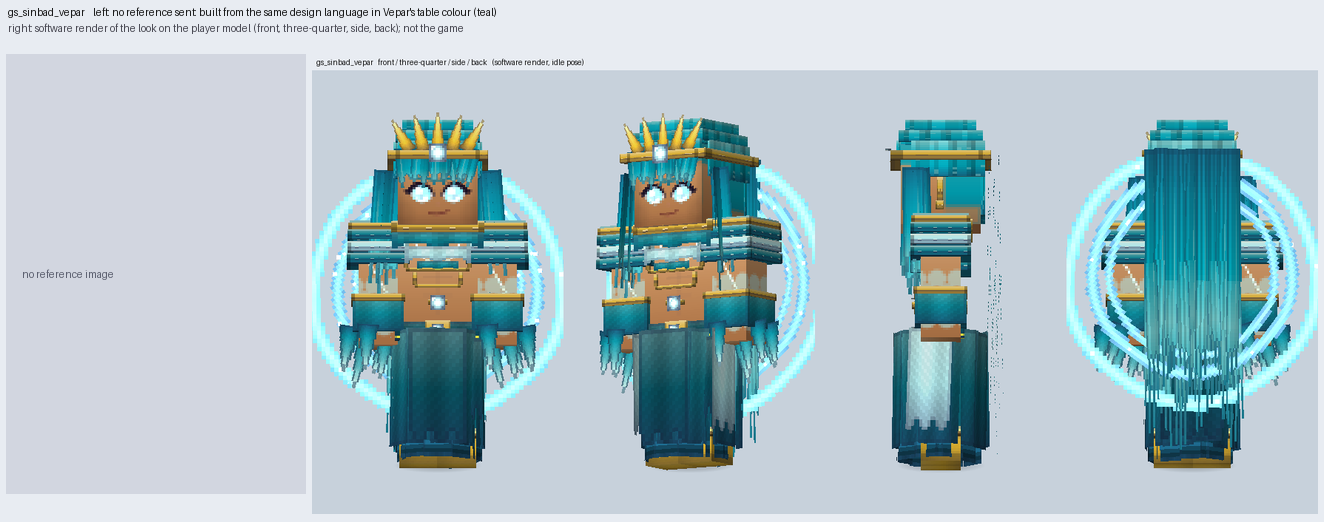 gs_sinbad_vepar left: no reference sent: built from the same design language in Vepar's table colour (teal)
right: software render of the look on the player model (front, three-quarter, side, back); not the game
gs_sinbad_vepar front / three-quarter / side / back (software render, idle pose)
no reference image